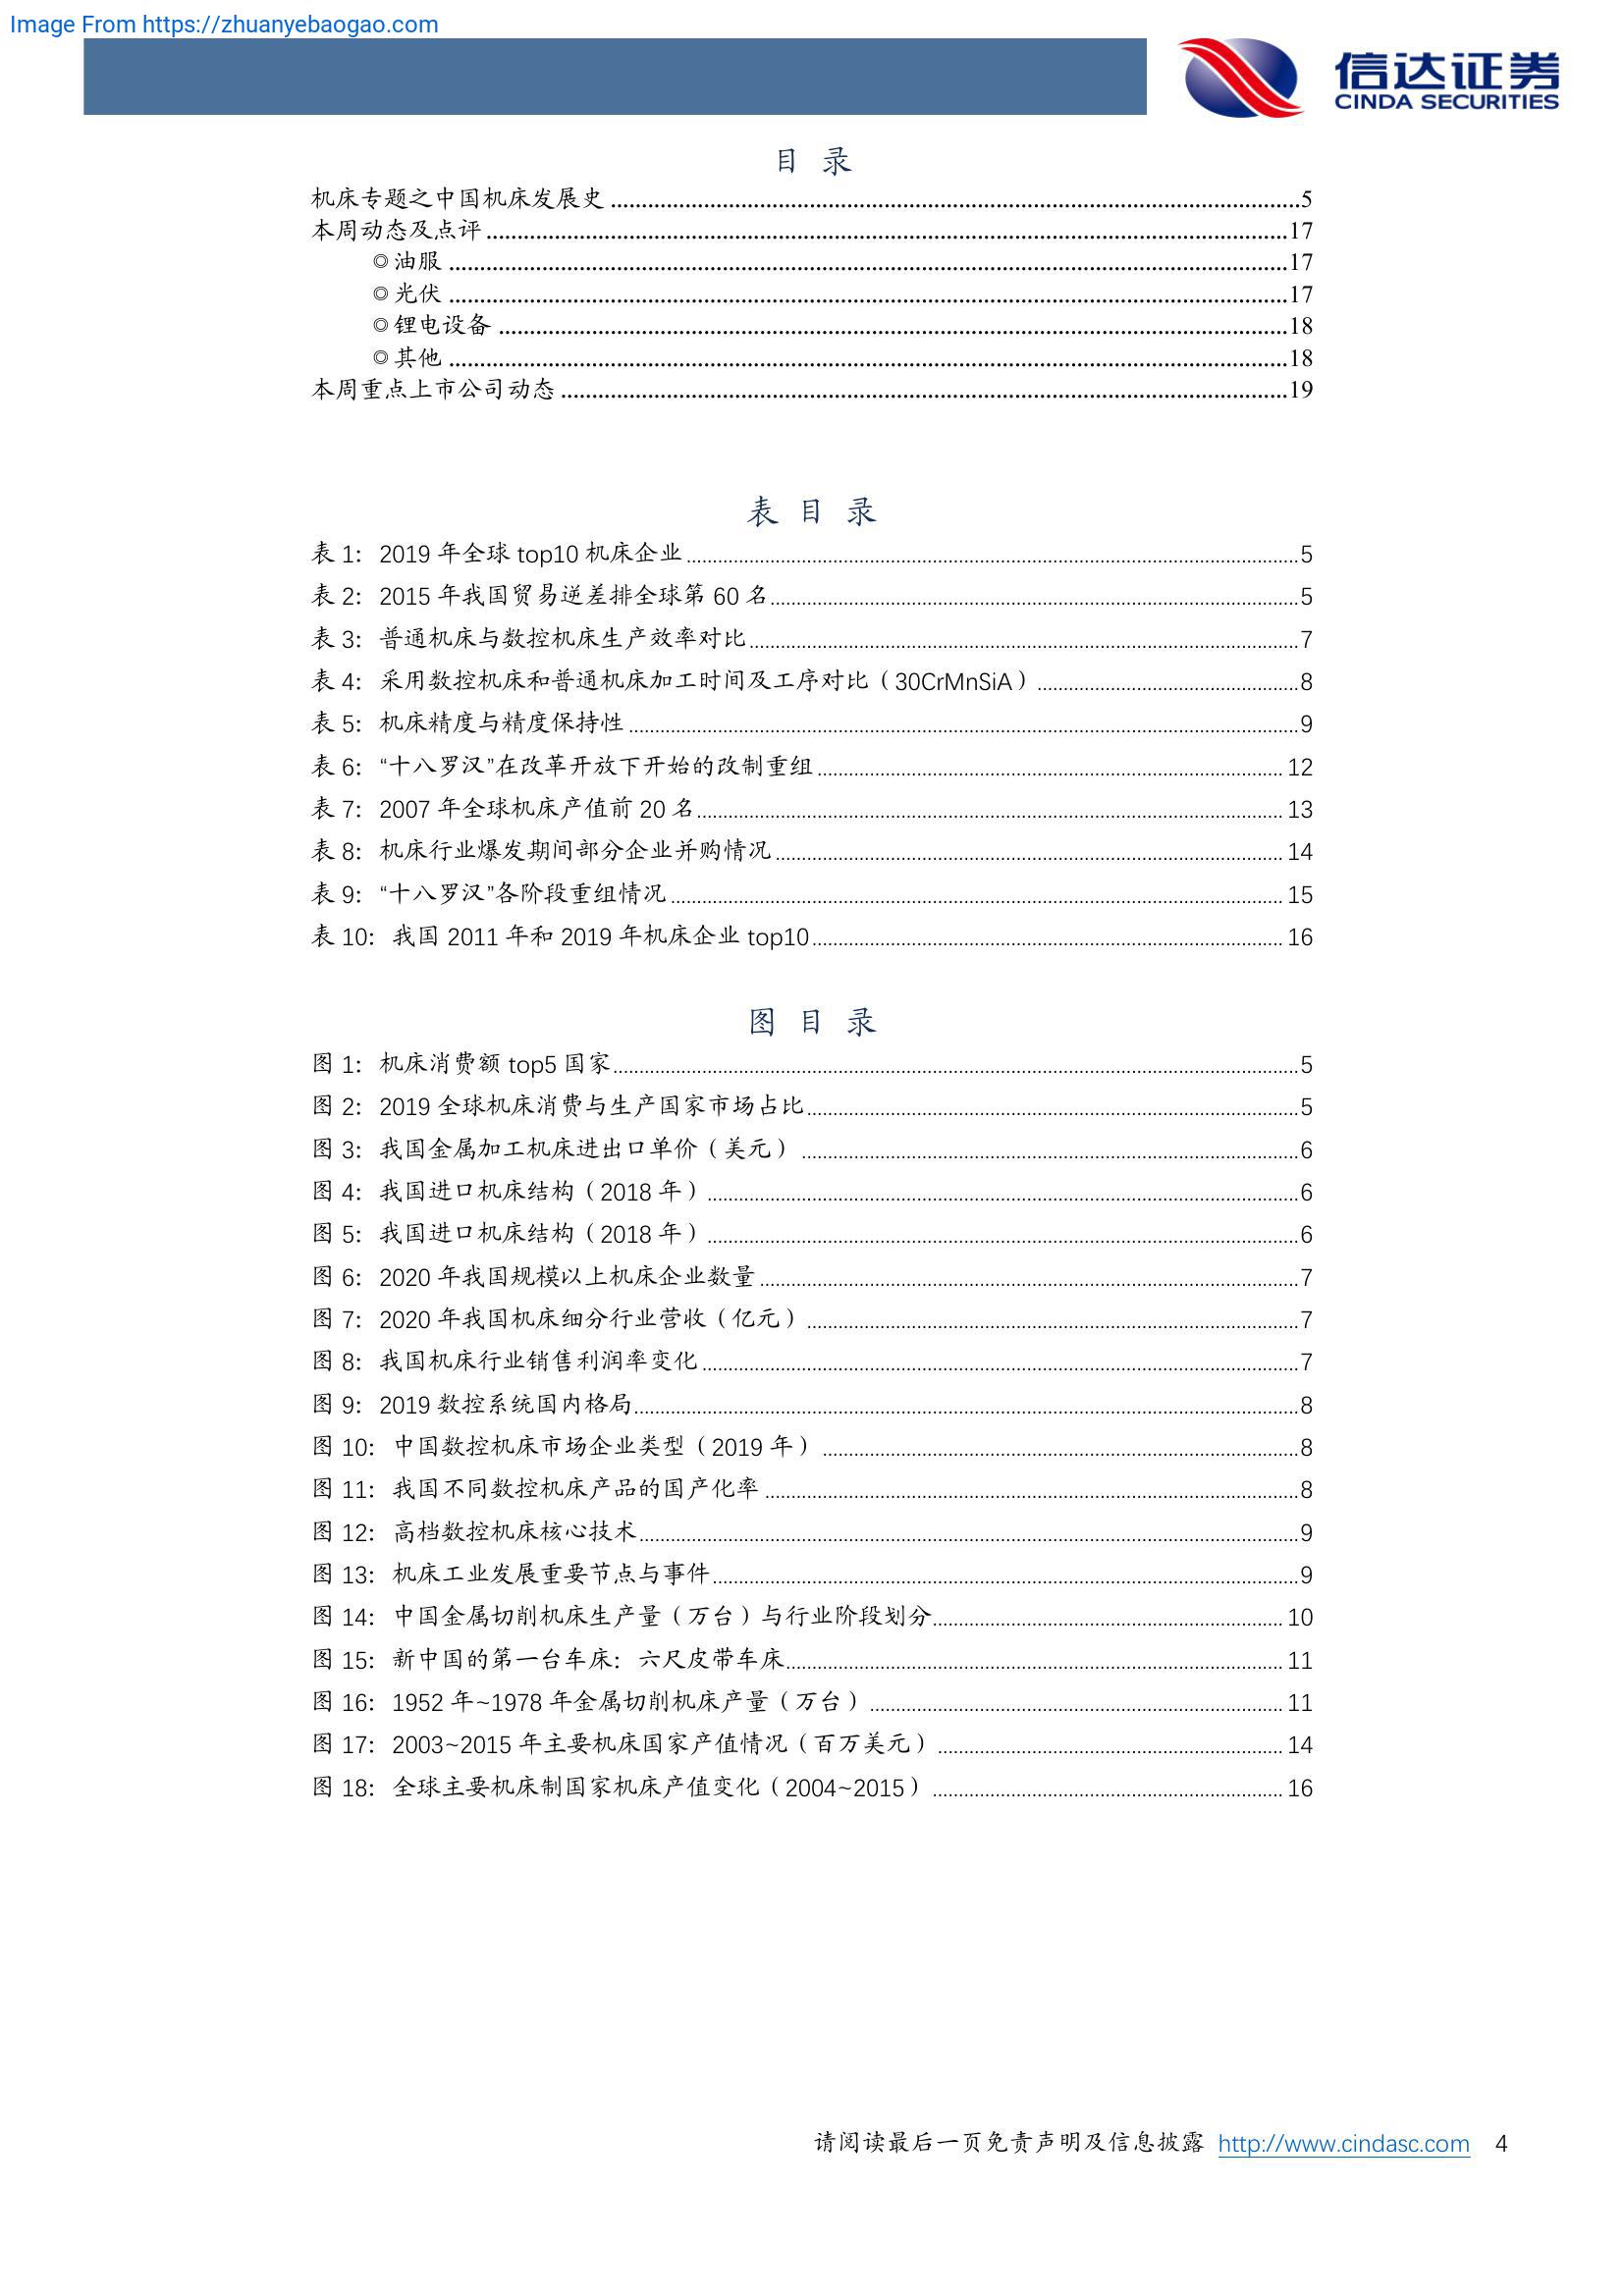 Image From https://zhuanyebaogao.com
信达证券
CINDA SECURITIES
目 录
机床专题之中国机床发展史 ........ 5
本周动态及点评 ........ 17
◎油服 ........ 17
◎光伏 ........ 17
◎锂电设备 ........ 18
◎其他 ........ 18
本周重点上市公司动态 ........ 19
表 目 录
表 1：2019 年全球 top10 机床企业 ........ 5
表 2：2015 年我国贸易逆差排全球第 60 名 ........ 5
表 3：普通机床与数控机床生产效率对比 ........ 7
表 4：采用数控机床和普通机床加工时间及工序对比（30CrMnSiA） ........ 8
表 5：机床精度与精度保持性 ........ 9
表 6：“十八罗汉”在改革开放下开始的改制重组 ........ 12
表 7：2007 年全球机床产值前 20 名 ........ 13
表 8：机床行业爆发期间部分企业并购情况 ........ 14
表 9：“十八罗汉”各阶段重组情况 ........ 15
表 10：我国 2011 年和 2019 年机床企业 top10 ........ 16
图 目 录
图 1：机床消费额 top5 国家 ........ 5
图 2：2019 全球机床消费与生产国家市场占比 ........ 5
图 3：我国金属加工机床进出口单价（美元） ........ 6
图 4：我国进口机床结构（2018 年） ........ 6
图 5：我国进口机床结构（2018 年） ........ 6
图 6：2020 年我国规模以上机床企业数量 ........ 7
图 7：2020 年我国机床细分行业营收（亿元） ........ 7
图 8：我国机床行业销售利润率变化 ........ 7
图 9：2019 数控系统国内格局 ........ 8
图 10：中国数控机床市场企业类型（2019 年） ........ 8
图 11：我国不同数控机床产品的国产化率 ........ 8
图 12：高档数控机床核心技术 ........ 9
图 13：机床工业发展重要节点与事件 ........ 9
图 14：中国金属切削机床生产量（万台）与行业阶段划分 ........ 10
图 15：新中国的第一台车床：六尺皮带车床 ........ 11
图 16：1952 年~1978 年金属切削机床产量（万台） ........ 11
图 17：2003~2015 年主要机床国家产值情况（百万美元） ........ 14
图 18：全球主要机床制国家机床产值变化（2004~2015） ........ 16
请阅读最后一页免责声明及信息披露 http://www.cindasc.com 4